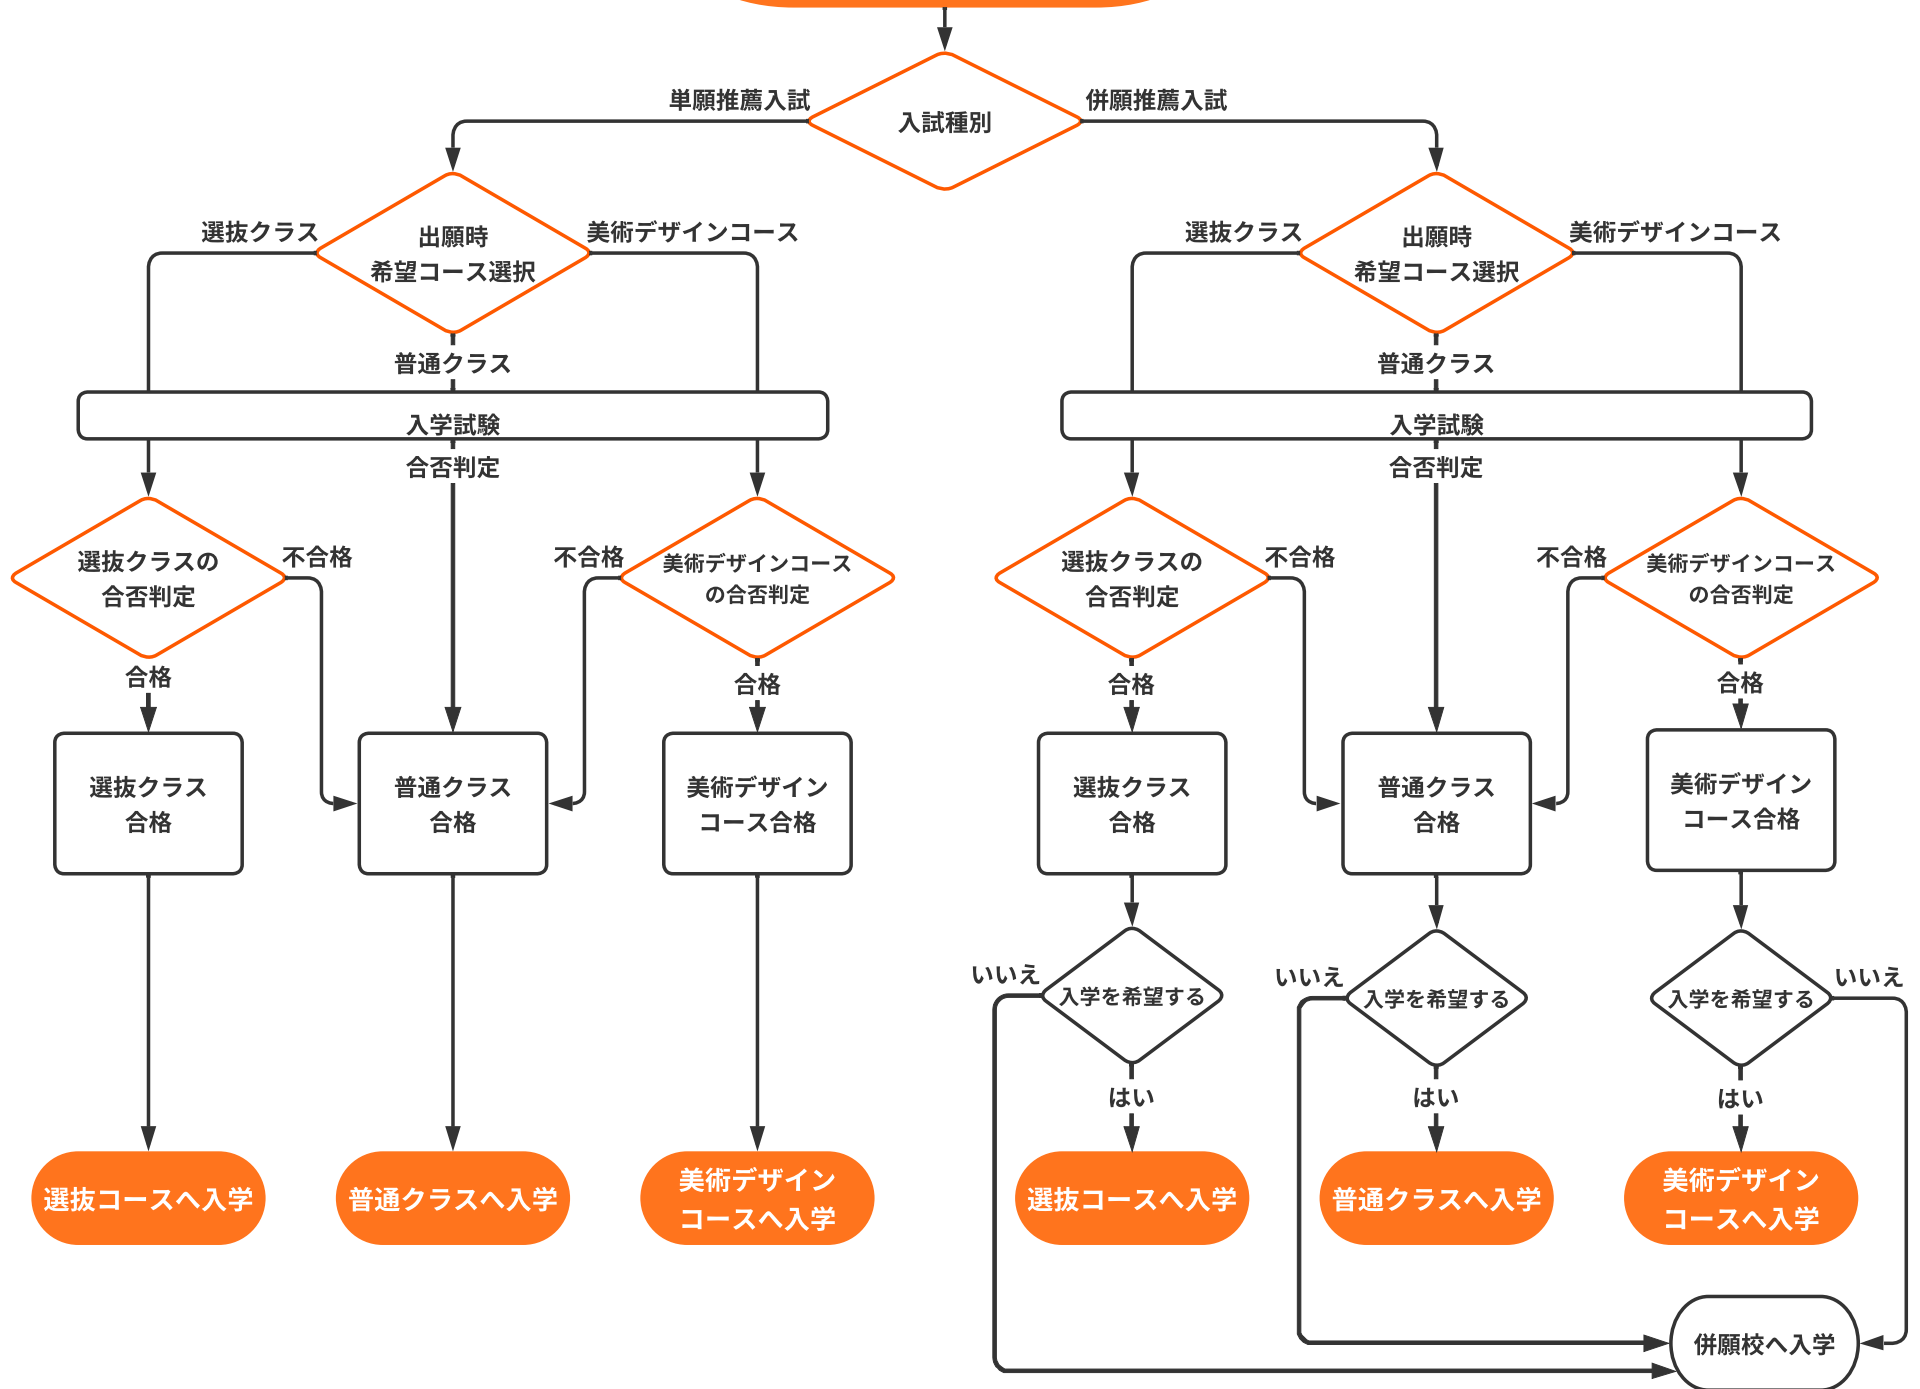 単願推薦入試
併願推薦入試
入試種別
選抜クラス
美術デザインコース
出願時
希望コース選択
選抜クラス
美術デザインコース
出願時
希望コース選択
普通クラス
普通クラス
入学試験
入学試験
合否判定
合否判定
選抜クラスの
合否判定
不合格
不合格
美術デザインコース
の合否判定
選抜クラスの
合否判定
不合格
不合格
美術デザインコース
の合否判定
合格
合格
合格
合格
選抜クラス
合格
普通クラス
合格
美術デザイン
コース合格
選抜クラス
合格
普通クラス
合格
美術デザイン
コース合格
いいえ
入学を希望する
いいえ
入学を希望する
入学を希望する
いいえ
はい
はい
はい
選抜コースへ入学
普通クラスへ入学
美術デザイン
コースへ入学
選抜コースへ入学
普通クラスへ入学
美術デザイン
コースへ入学
併願校へ入学